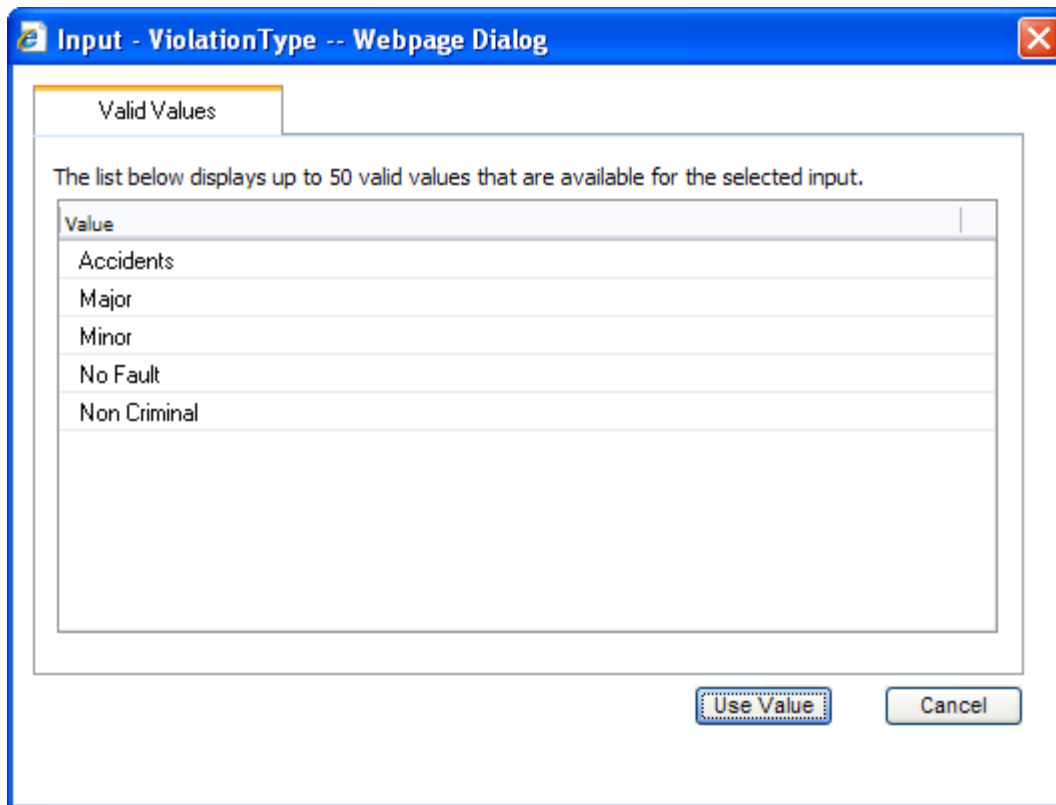 Input - ViolationType -- Webpage Dialog
Valid Values
The list below displays up to 50 valid values that are available for the selected input.
Value
Accidents
Major
Minor
No Fault
Non Criminal
Use Value
Cancel